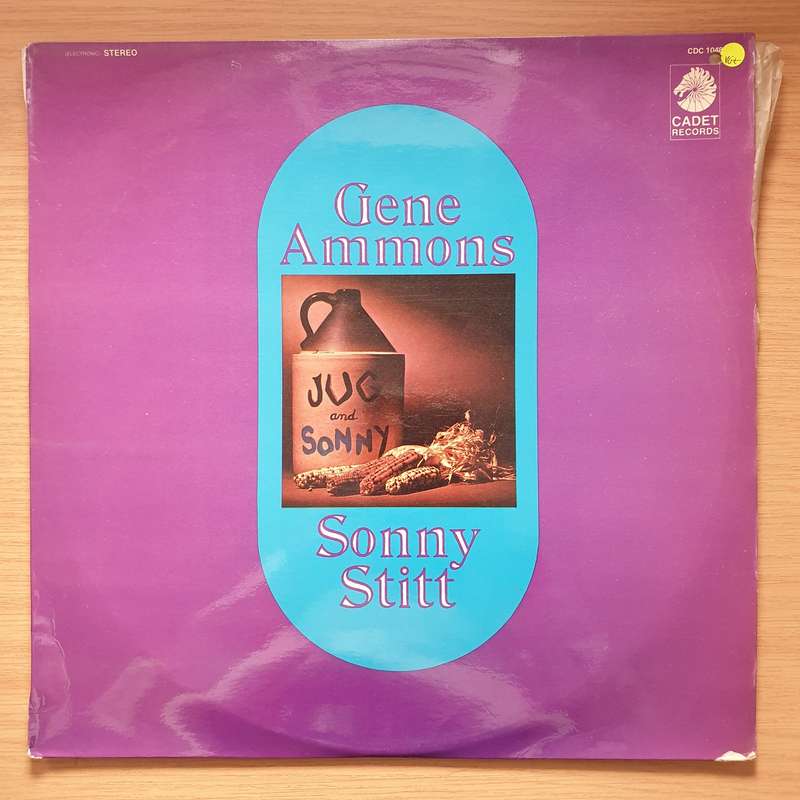 (ELECTRONIC) STEREO
CADET
RECORDS
Gene
Ammons
JUG
and
SONNY
Sonny
Stitt